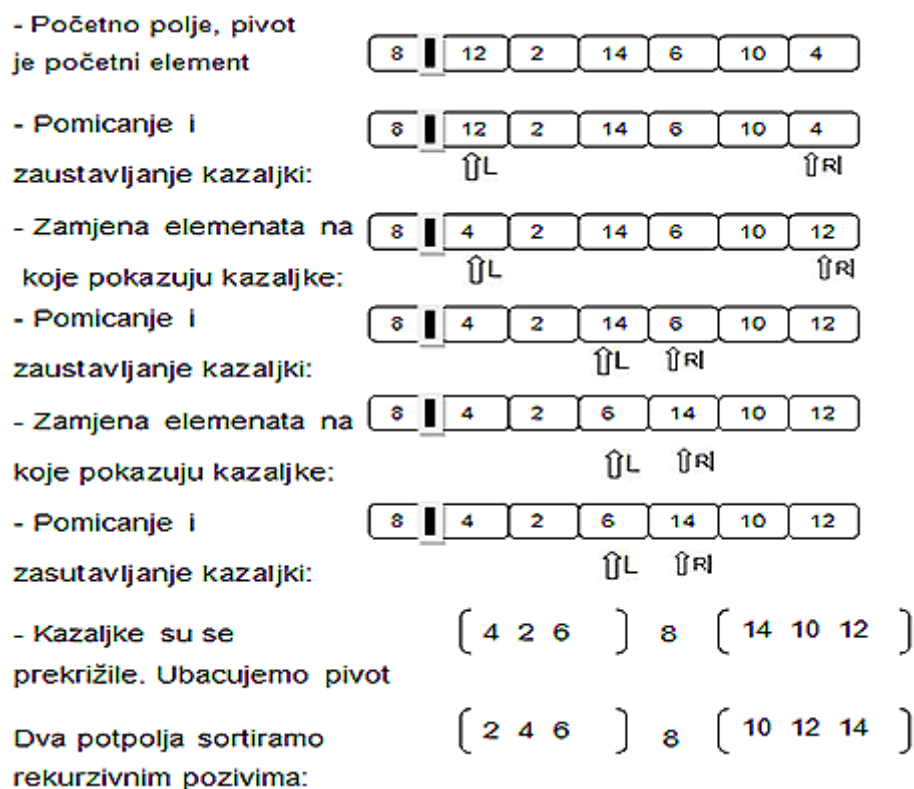 - Početno polje, pivot
je početni element
8 12 2 14 6 10 4
- Pomicanje i
zaustavljanje kazaljki:
8 12 2 14 6 10 4
L R
- Zamjena elemenata na
koje pokazuju kazaljke:
8 4 2 14 6 10 12
L R
- Pomicanje i
zaustavljanje kazaljki:
8 4 2 14 6 10 12
L R
- Zamjena elemenata na
koje pokazuju kazaljke:
8 4 2 6 14 10 12
L R
- Pomicanje i
zasutavljanje kazaljki:
8 4 2 6 14 10 12
L R
- Kazaljke su se
prekrižile. Ubacujemo pivot
( 4 2 6 ) 8 ( 14 10 12 )
Dva potpolja sortiramo
rekurzivnim pozivima:
( 2 4 6 ) 8 ( 10 12 14 )